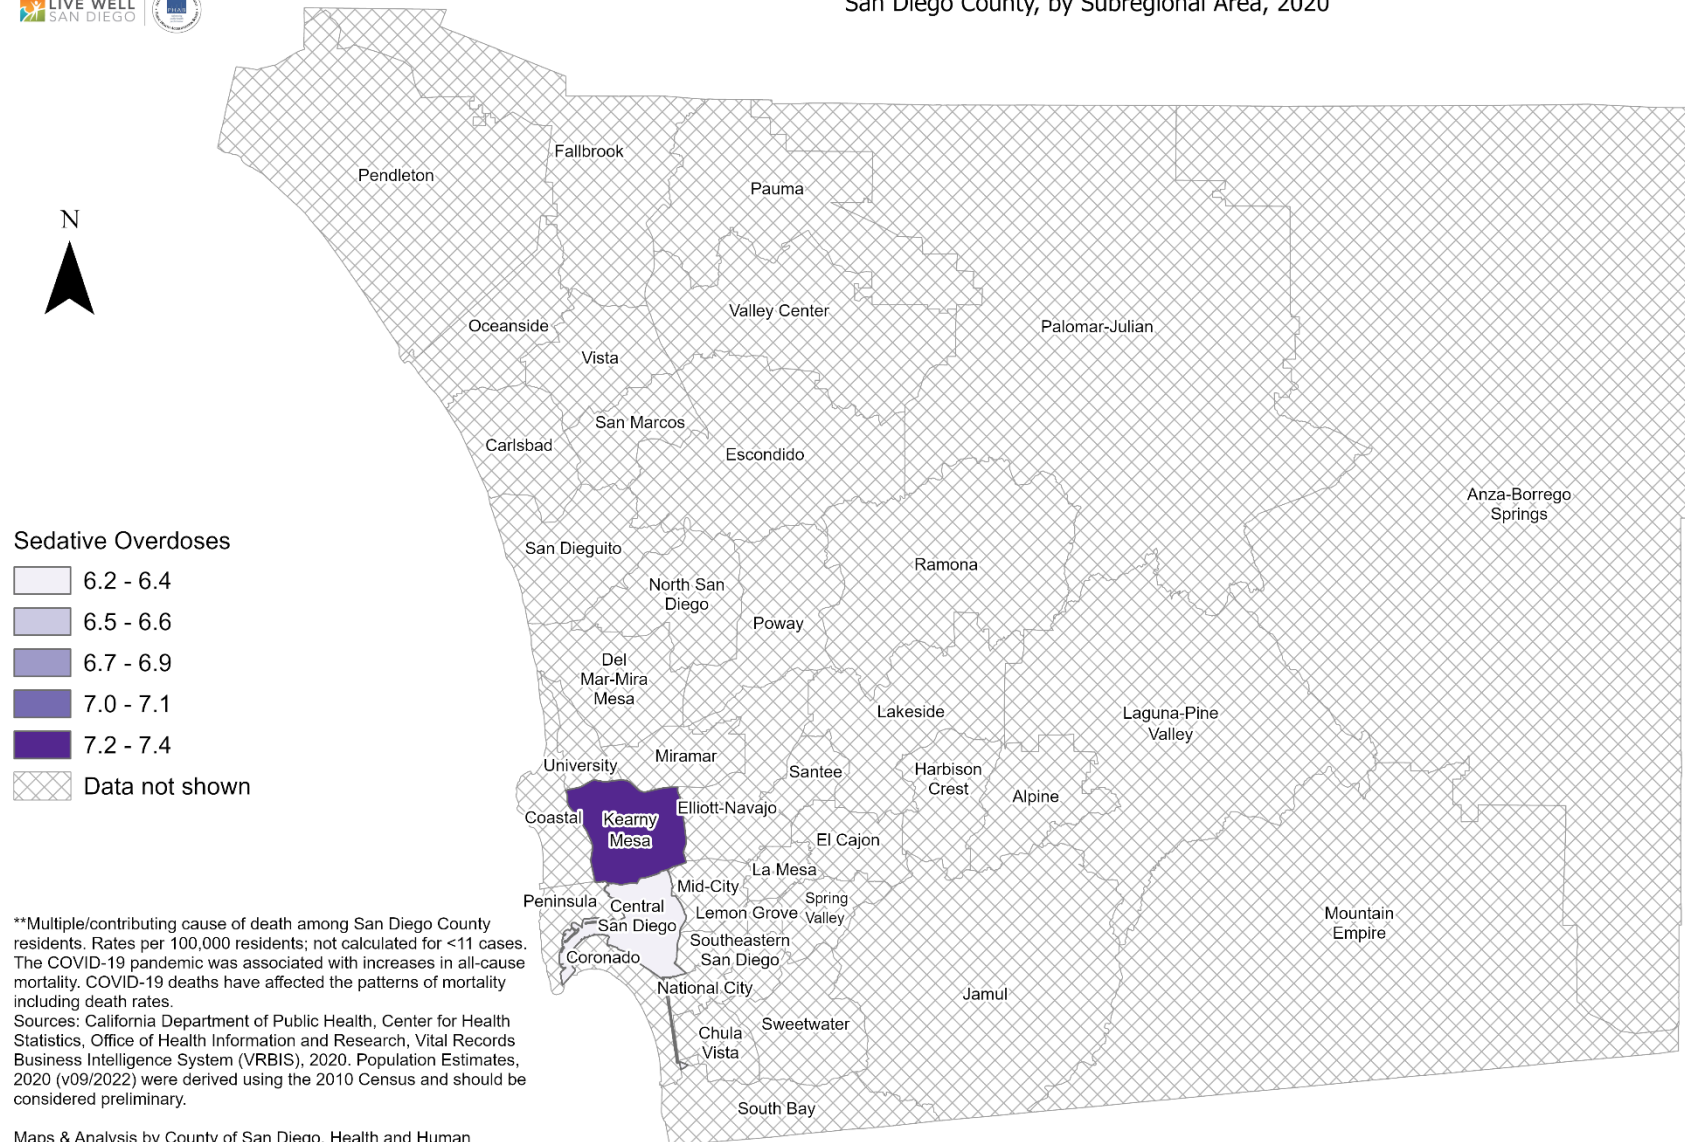 LIVE WELL
SAN DIEGO
PHAB
San Diego County, by Subregional Area, 2020
N
Fallbrook
Pendleton
Pauma
Valley Center
Oceanside
Palomar-Julian
Vista
San Marcos
Carlsbad
Escondido
Anza-Borrego
Springs
San Dieguito
Ramona
North San
Diego
Poway
Del
Mar-Mira
Mesa
Lakeside
Laguna-Pine
Valley
Miramar
University
Santee
Harbison
Crest
Alpine
Elliott-Navajo
Coastal
Kearny
Mesa
El Cajon
La Mesa
Mid-City
Peninsula
Central
San Diego
Spring
Valley
Lemon Grove
Mountain
Empire
Southeastern
San Diego
Coronado
National City
Jamul
Sweetwater
Chula
Vista
South Bay
Sedative Overdoses
6.2 - 6.4
6.5 - 6.6
6.7 - 6.9
7.0 - 7.1
7.2 - 7.4
Data not shown
**Multiple/contributing cause of death among San Diego County
residents. Rates per 100,000 residents; not calculated for <11 cases.
The COVID-19 pandemic was associated with increases in all-cause
mortality. COVID-19 deaths have affected the patterns of mortality
including death rates.
Sources: California Department of Public Health, Center for Health
Statistics, Office of Health Information and Research, Vital Records
Business Intelligence System (VRBIS), 2020. Population Estimates,
2020 (v09/2022) were derived using the 2010 Census and should be
considered preliminary.
Maps & Analysis by County of San Diego, Health and Human